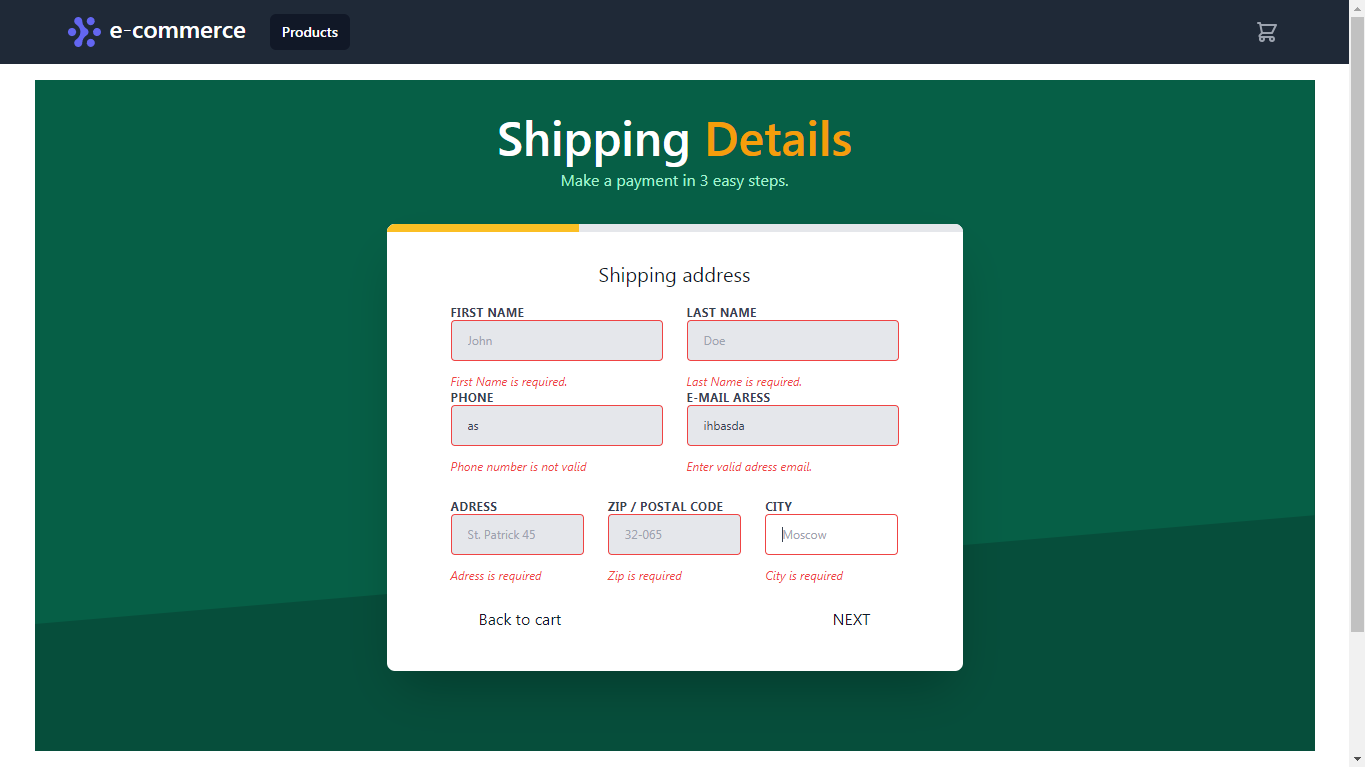 e-commerce Products
Shipping Details
Make a payment in 3 easy steps.
Shipping address
FIRST NAME LAST NAME
John Doe
First Name is required. Last Name is required.
PHONE E-MAIL ARESS
as ihbasda
Phone number is not valid Enter valid adress email.
ADRESS ZIP / POSTAL CODE CITY
St. Patrick 45 32-065 Moscow
Adress is required Zip is required City is required
Back to cart NEXT